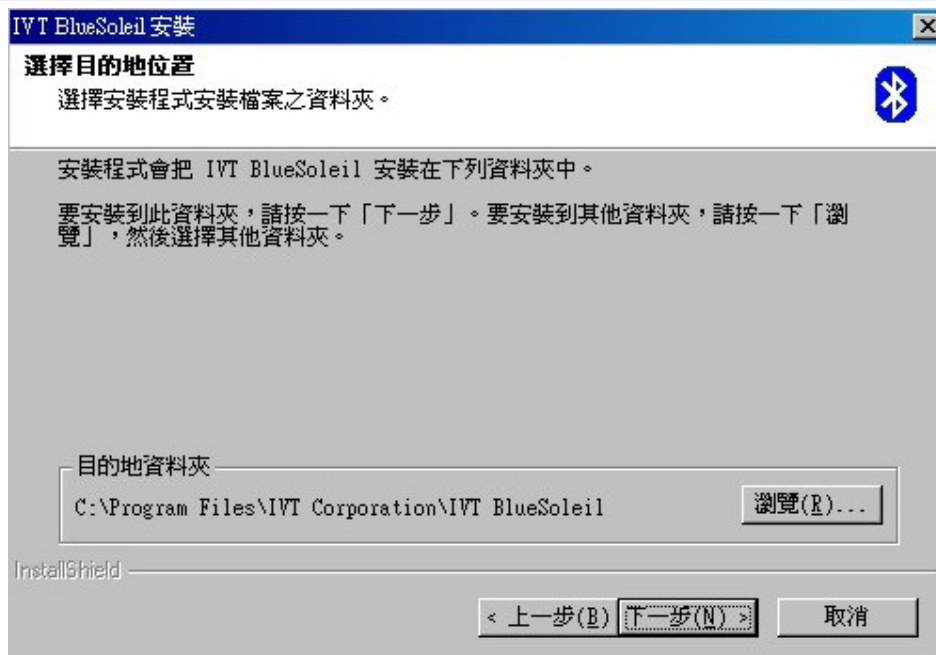 IVT BlueSoleil 安裝
選擇目的地位置
選擇安裝程式安裝檔案之資料夾。
安裝程式會把 IVT BlueSoleil 安裝在下列資料夾中。
要安裝到此資料夾，請按一下「下一步」。要安裝到其他資料夾，請按一下「瀏
覽」，然後選擇其他資料夾。
目的地資料夾
C:\Program Files\IVT Corporation\IVT BlueSoleil
瀏覽(R)...
InstallShield
< 上一步(B)
下一步(N) >
取消